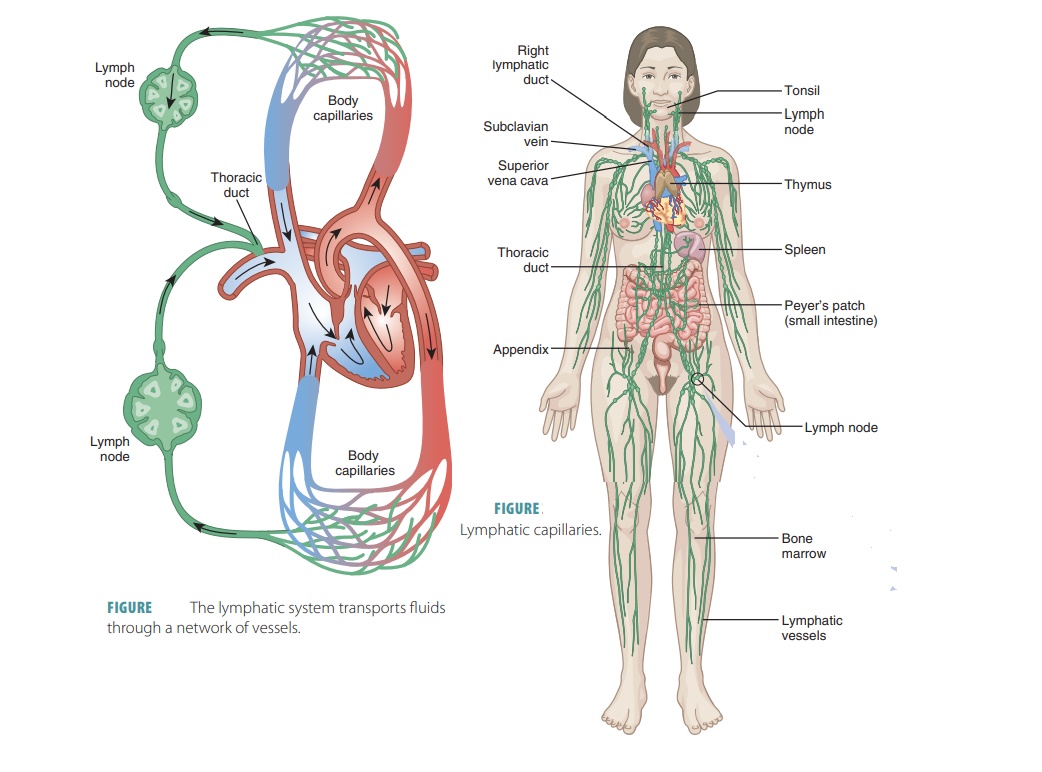 Lymph
node
Body
capillaries
Thoracic
duct
Lymph
node
Body
capillaries
FIGURE The lymphatic system transports fluids
through a network of vessels.
Right
lymphatic
duct
Subclavian
vein
Superior
vena cava
Thoracic
duct
Appendix
Tonsil
Lymph
node
Thymus
Spleen
Peyer's patch
(small intestine)
Lymph node
Bone
marrow
Lymphatic
vessels
FIGURE
Lymphatic capillaries.